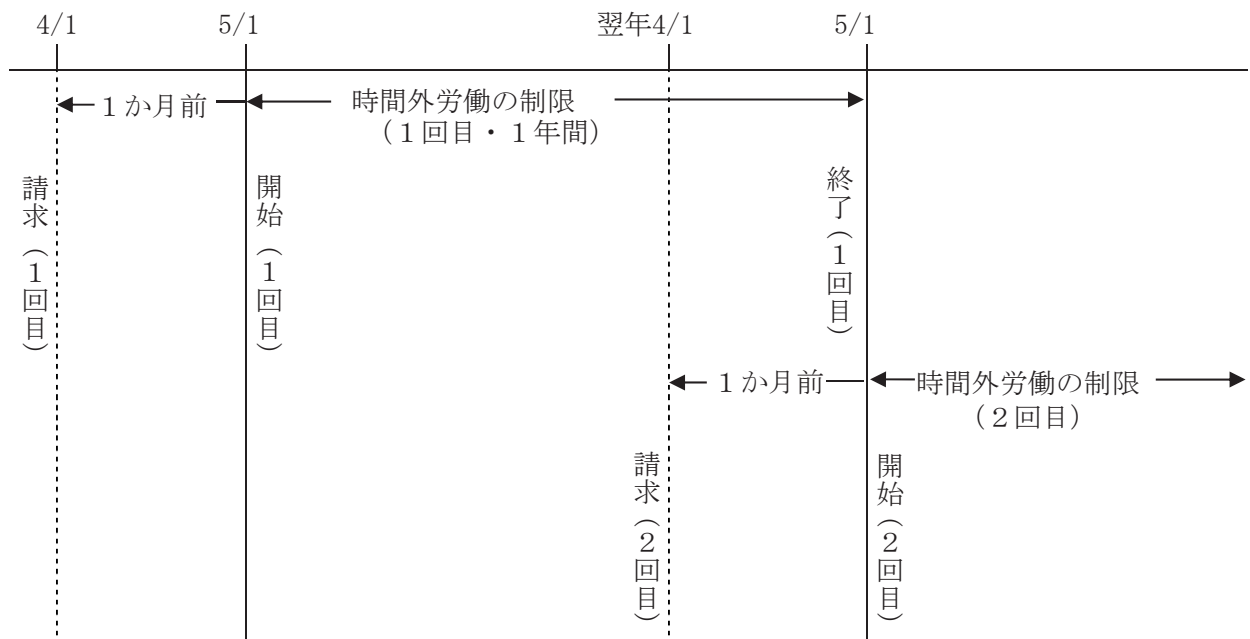 4/1
5/1
翌年4/1
5/1
１か月前
時間外労働の制限
（１回目・１年間）
請求（１回目）
開始（１回目）
終了（１回目）
１か月前
時間外労働の制限
（２回目）
請求（２回目）
開始（２回目）